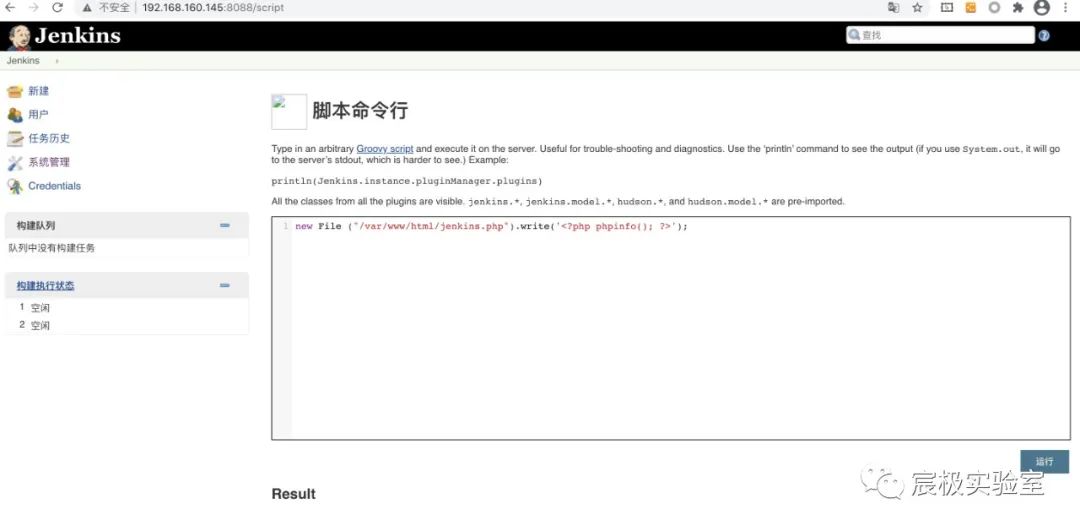 不安全 192.168.160.145:8088/script
Jenkins
查找
Jenkins
新建
用户
任务历史
系统管理
Credentials
构建队列
队列中没有构建任务
构建执行状态
1 空闲
2 空闲
脚本命令行
Type in an arbitrary Groovy script and execute it on the server. Useful for trouble-shooting and diagnostics. Use the ‘println’ command to see the output (if you use System.out, it will go
to the server’s stdout, which is harder to see.) Example:
println(Jenkins.instance.pluginManager.plugins)
All the classes from all the plugins are visible. jenkins.*, jenkins.model.*, hudson.*, and hudson.model.* are pre-imported.
1 new File ("/var/www/html/jenkins.php").write('<?php phpinfo(); ?>');
运行
宸极实验室
Result